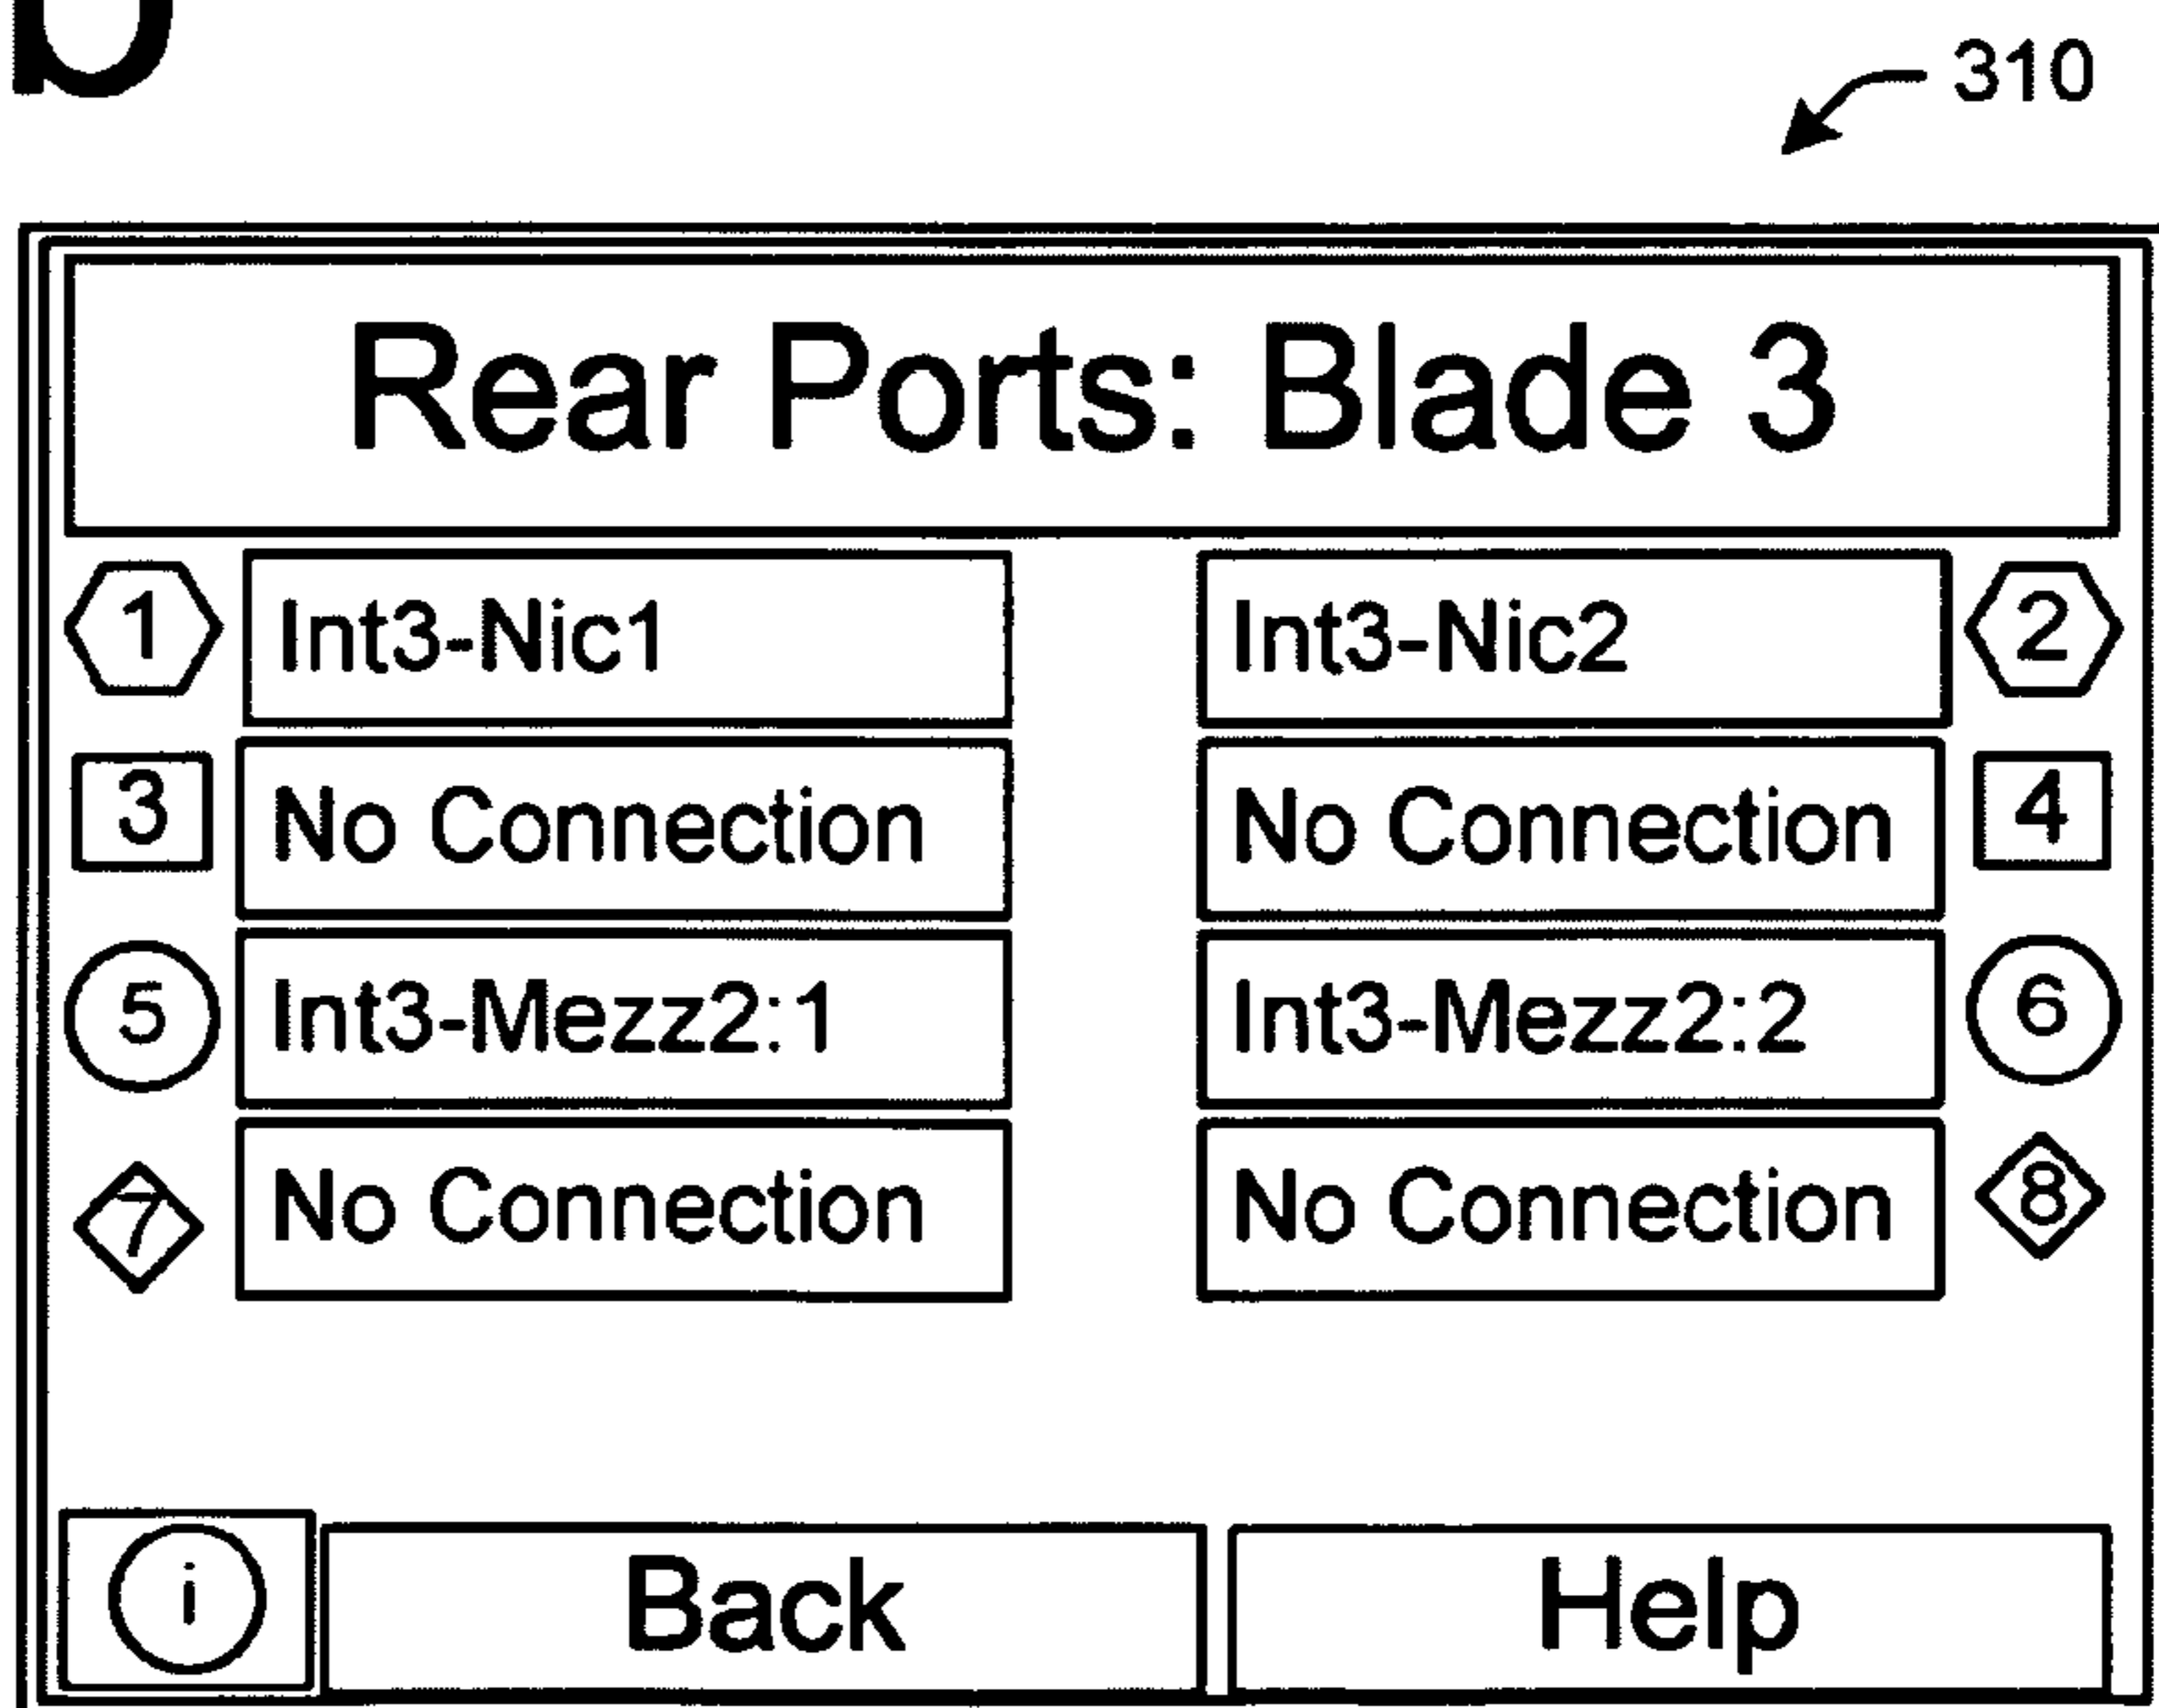 310
Rear Ports: Blade 3
1 Int3-Nic1 Int3-Nic2 2
3 No Connection No Connection 4
5 Int3-Mezz2:1 Int3-Mezz2:2 6
7 No Connection No Connection 8
i Back Help